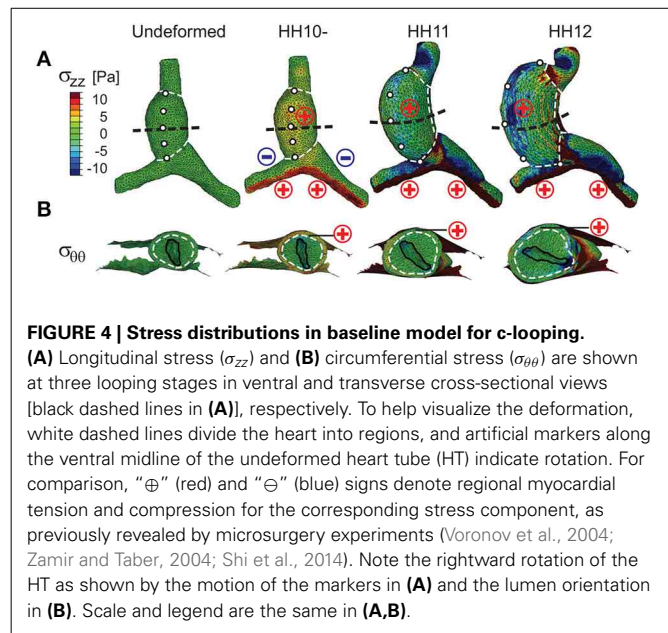 Undeformed HH10- HH11 HH12
A
σzz [Pa]
10
5
0
-5
-10
B
σθθ
FIGURE 4 | Stress distributions in baseline model for c-looping.
(A) Longitudinal stress (σzz) and (B) circumferential stress (σθθ) are shown
at three looping stages in ventral and transverse cross-sectional views
[black dashed lines in (A)], respectively. To help visualize the deformation,
white dashed lines divide the heart into regions, and artificial markers along
the ventral midline of the undeformed heart tube (HT) indicate rotation. For
comparison, “⊕” (red) and “⊖” (blue) signs denote regional myocardial
tension and compression for the corresponding stress component, as
previously revealed by microsurgery experiments (Voronov et al., 2004;
Zamir and Taber, 2004; Shi et al., 2014). Note the rightward rotation of the
HT as shown by the motion of the markers in (A) and the lumen orientation
in (B). Scale and legend are the same in (A,B).